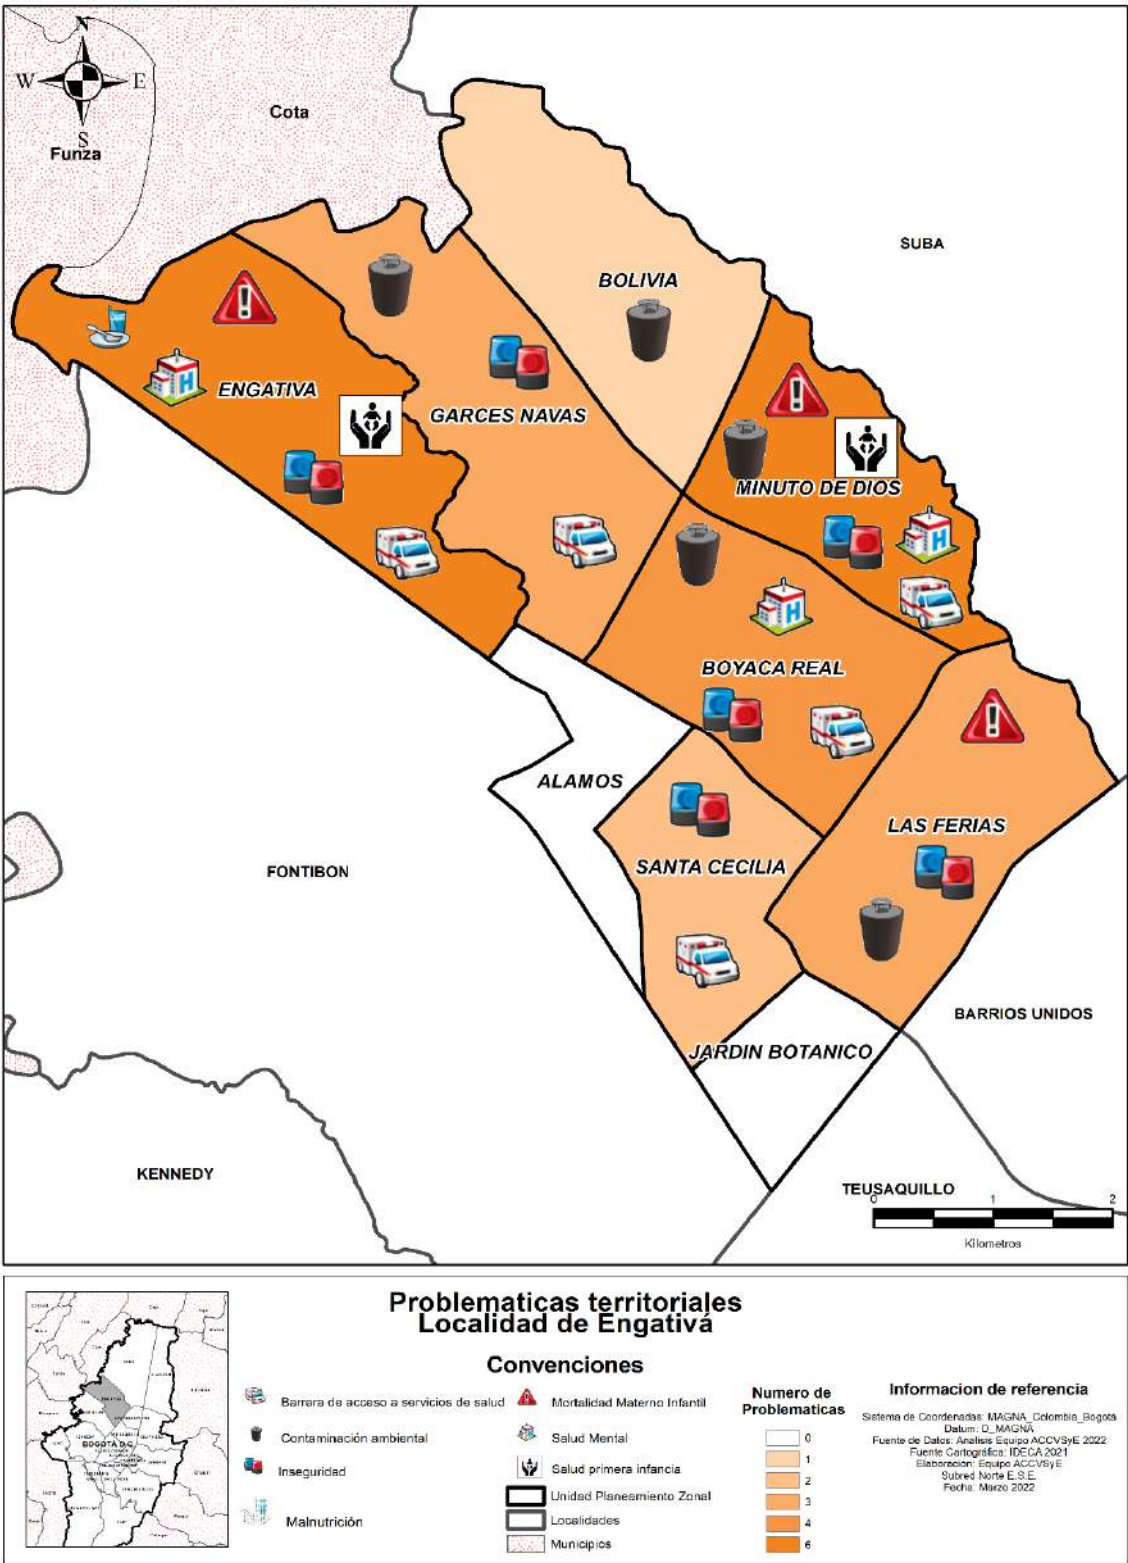 N
W
E
S
Cota
Funza
SUBA
BOLIVIA
ENGATIVA
GARCES NAVAS
MINUTO DE DIOS
BOYACA REAL
ALAMOS
LAS FERIAS
SANTA CECILIA
FONTIBON
BARRIOS UNIDOS
JARDIN BOTANICO
KENNEDY
TEUSAQUILLO
0 1 2
Kilometros
Problematicas territoriales
Localidad de Engativá
Convenciones
Barrara de acceso a servicios de salud
Contaminación ambiental
Inseguridad
Malnutrición
Mortalidad Materno Infantil
Salud Mental
Salud primera infancia
Unidad Planeamiento Zonal
Localidades
Municipios
Numero de
Problematicas
0
1
2
3
4
6
Informacion de referencia
Sistema de Coordenadas: MAGNA_Colombia_Bogota
Datum: D_MAGNA
Fuente de Datos: Analisis Equipo ACCVSyE 2022
Fuente Cartográfica: IDECA 2021
Elaboración: Equipo ACCVSyE
Subred Norte E.S.E.
Fecha: Marzo 2022
BOGOTA D.C.